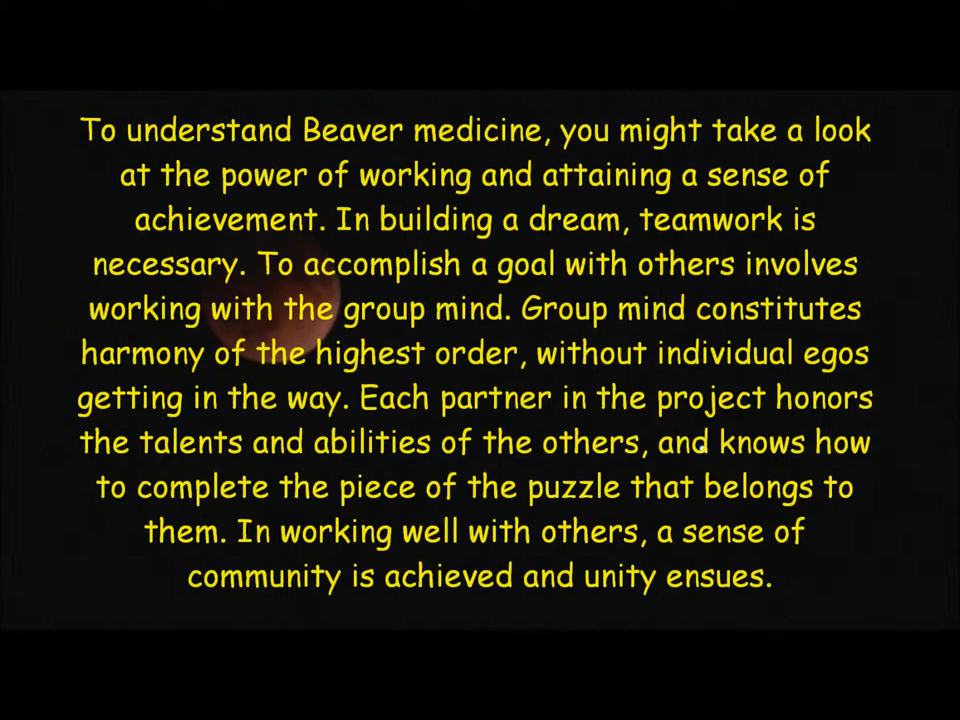 To understand Beaver medicine, you might take a look
at the power of working and attaining a sense of
achievement. In building a dream, teamwork is
necessary. To accomplish a goal with others involves
working with the group mind. Group mind constitutes
harmony of the highest order, without individual egos
getting in the way. Each partner in the project honors
the talents and abilities of the others, and knows how
to complete the piece of the puzzle that belongs to
them. In working well with others, a sense of
community is achieved and unity ensues.